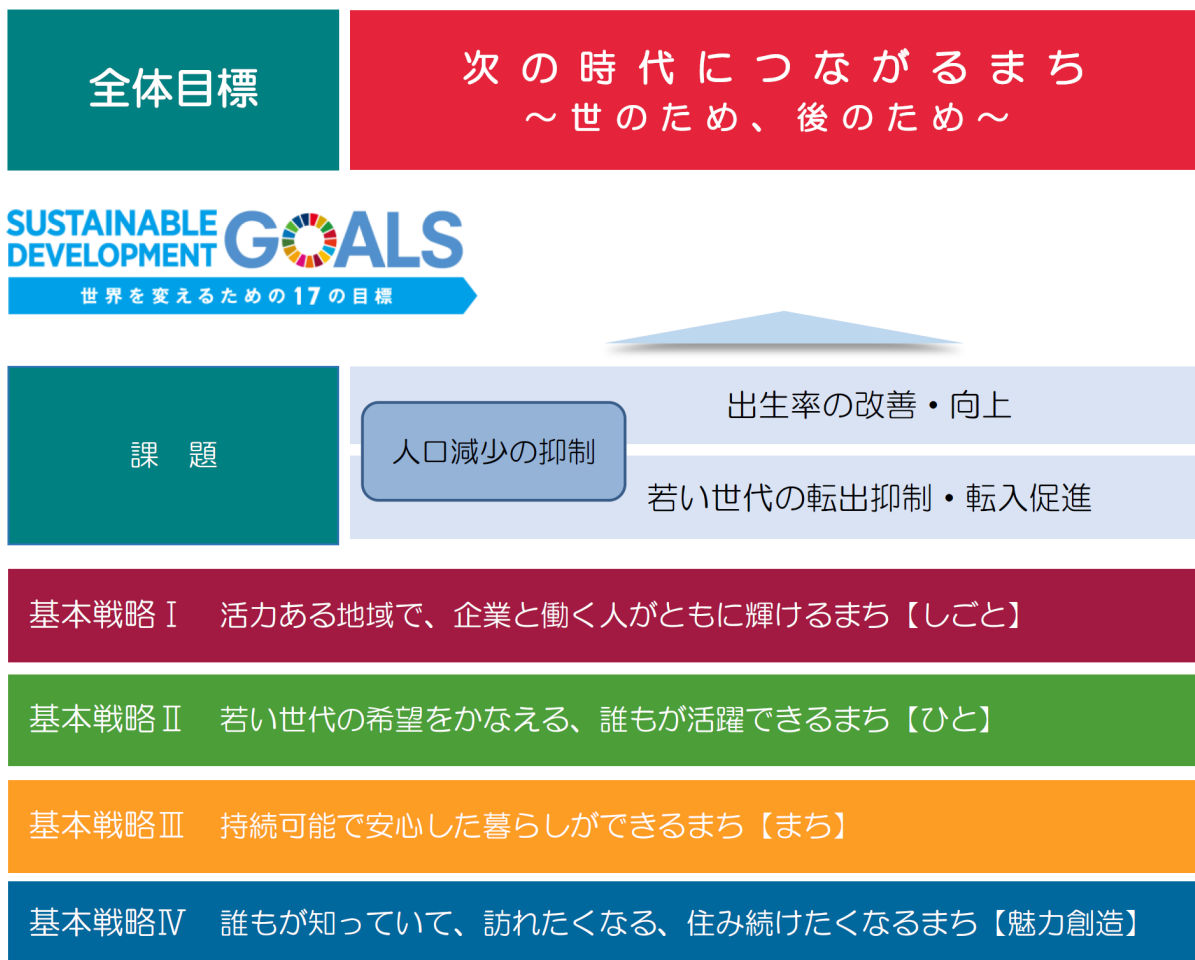 全体目標
次の時代につながるまち
～世のため、後のため～
SUSTAINABLE
DEVELOPMENT
GOALS
世界を変えるための17の目標
課　題
人口減少の抑制
出生率の改善・向上
若い世代の転出抑制・転入促進
基本戦略Ⅰ　活力ある地域で、企業と働く人がともに輝けるまち【しごと】
基本戦略Ⅱ　若い世代の希望をかなえる、誰もが活躍できるまち【ひと】
基本戦略Ⅲ　持続可能で安心した暮らしができるまち【まち】
基本戦略Ⅳ　誰もが知っていて、訪れたくなる、住み続けたくなるまち【魅力創造】